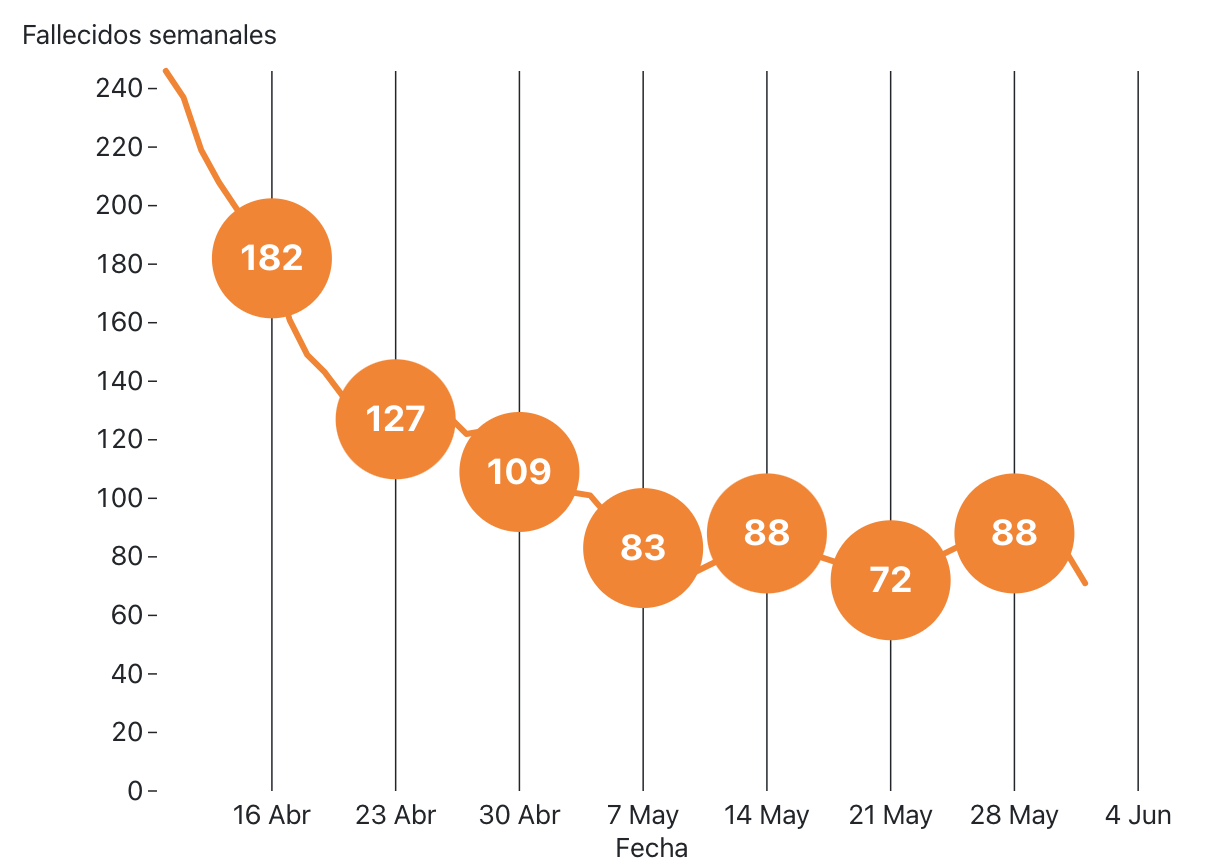 Fallecidos semanales
240
220
200
180
160
140
120
100
80
60
40
20
0
182
127
109
83
88
72
88
16 Abr
23 Abr
30 Abr
7 May
14 May
21 May
28 May
4 Jun
Fecha